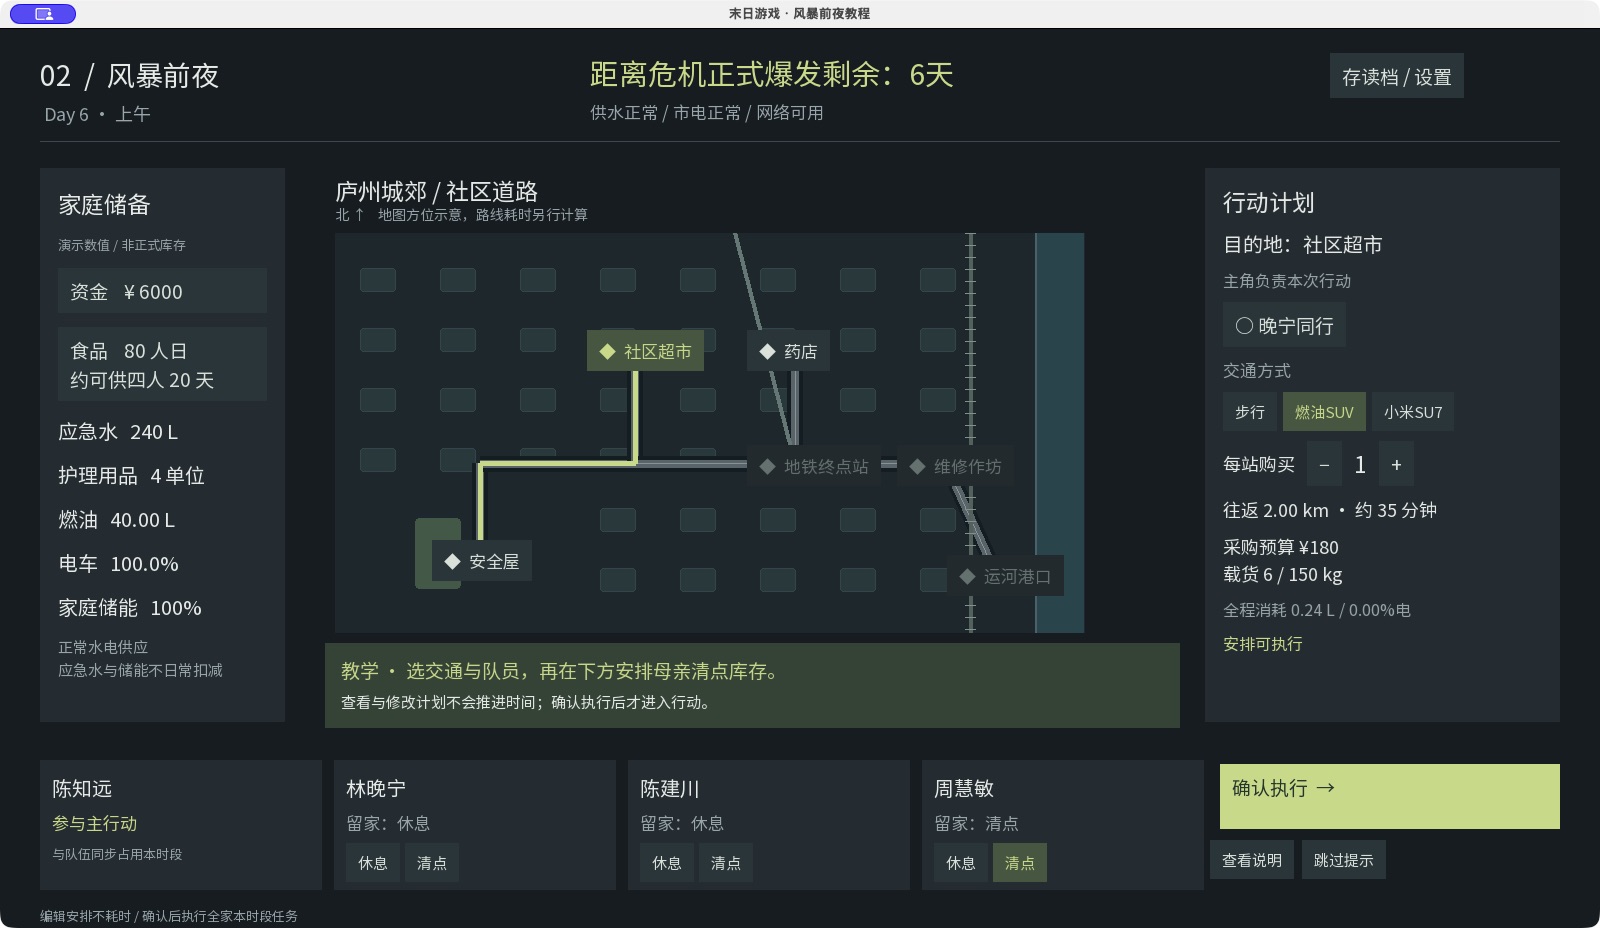 末日游戏 · 风暴前夜教程
02 / 风暴前夜
Day 6 · 上午
距离危机正式爆发剩余：6天
供水正常 / 市电正常 / 网络可用
存读档 / 设置
家庭储备
演示数值 / 非正式库存
资金 ¥ 6000
食品 80 人日
约可供四人 20 天
应急水 240 L
护理用品 4 单位
燃油 40.00 L
电车 100.0%
家庭储能 100%
正常水电供应
应急水与储能不日常扣减
庐州城郊 / 社区道路
北 ↑ 地图方位示意，路线耗时另行计算
社区超市
药店
地铁终点站
维修作坊
安全屋
运河港口
教学 · 选交通与队员，再在下方安排母亲清点库存。
查看与修改计划不会推进时间；确认执行后才进入行动。
行动计划
目的地：社区超市
主角负责本次行动
○ 晚宁同行
交通方式
步行 燃油SUV 小米SU7
每站购买 − 1 +
往返 2.00 km · 约 35 分钟
采购预算 ¥180
载货 6 / 150 kg
全程消耗 0.24 L / 0.00%电
安排可执行
陈知远
参与主行动
与队伍同步占用本时段
林晚宁
留家：休息
休息 清点
陈建川
留家：休息
休息 清点
周慧敏
留家：清点
休息 清点
确认执行 →
查看说明 跳过提示
编辑安排不耗时 / 确认后执行全家本时段任务